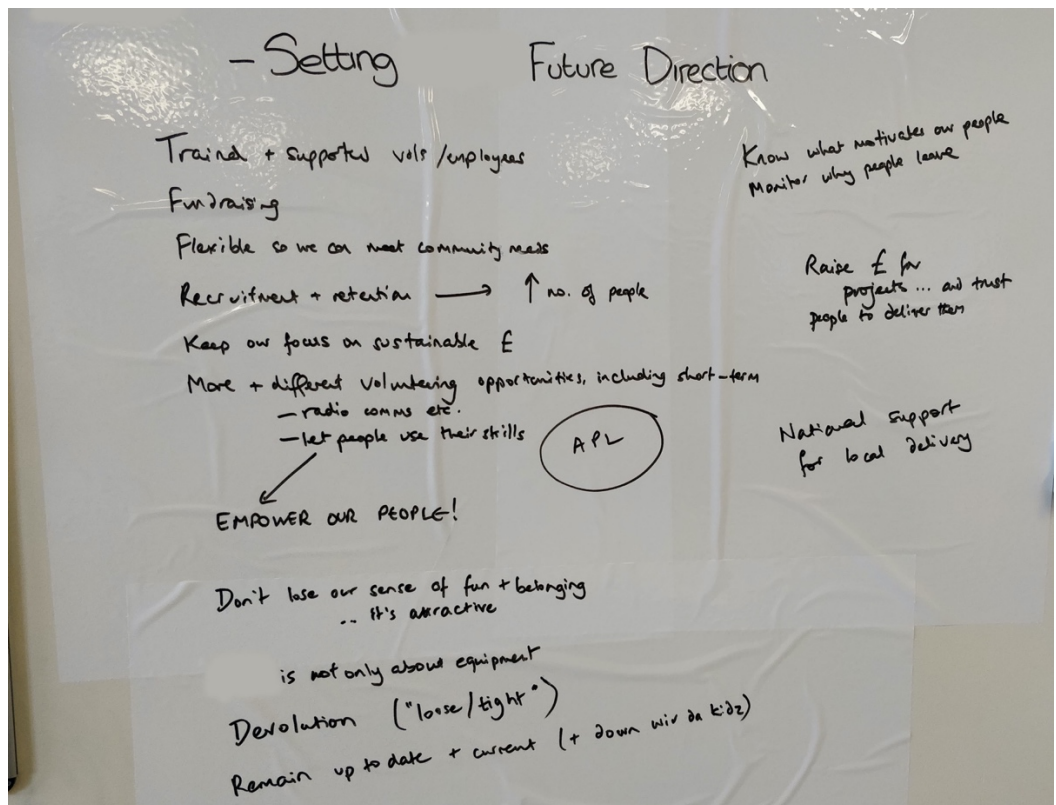 - Setting Future Direction
Trained + supported vols/employees
Fundraising
Flexible so we can meet community needs
Recruitment + retention → ↑ no. of people
Keep our focus on sustainable £
More + different volunteering opportunities, including short-term
- radio comms etc.
- let people use their skills
APL
EMPOWER OUR PEOPLE!
Don't lose our sense of fun + belonging
.. it's attractive
is not only about equipment
Devolution ("loose/tight")
Remain up to date + current (+ down wiv da kidz)
Know what motivates our people
Monitor why people leave
Raise £ for
projects ... and trust
people to deliver them
National support
for local delivery